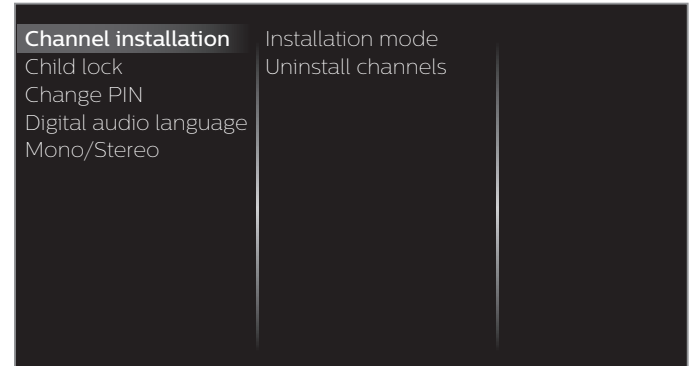 Channel installation
Child lock
Change PIN
Digital audio language
Mono/Stereo
Installation mode
Uninstall channels